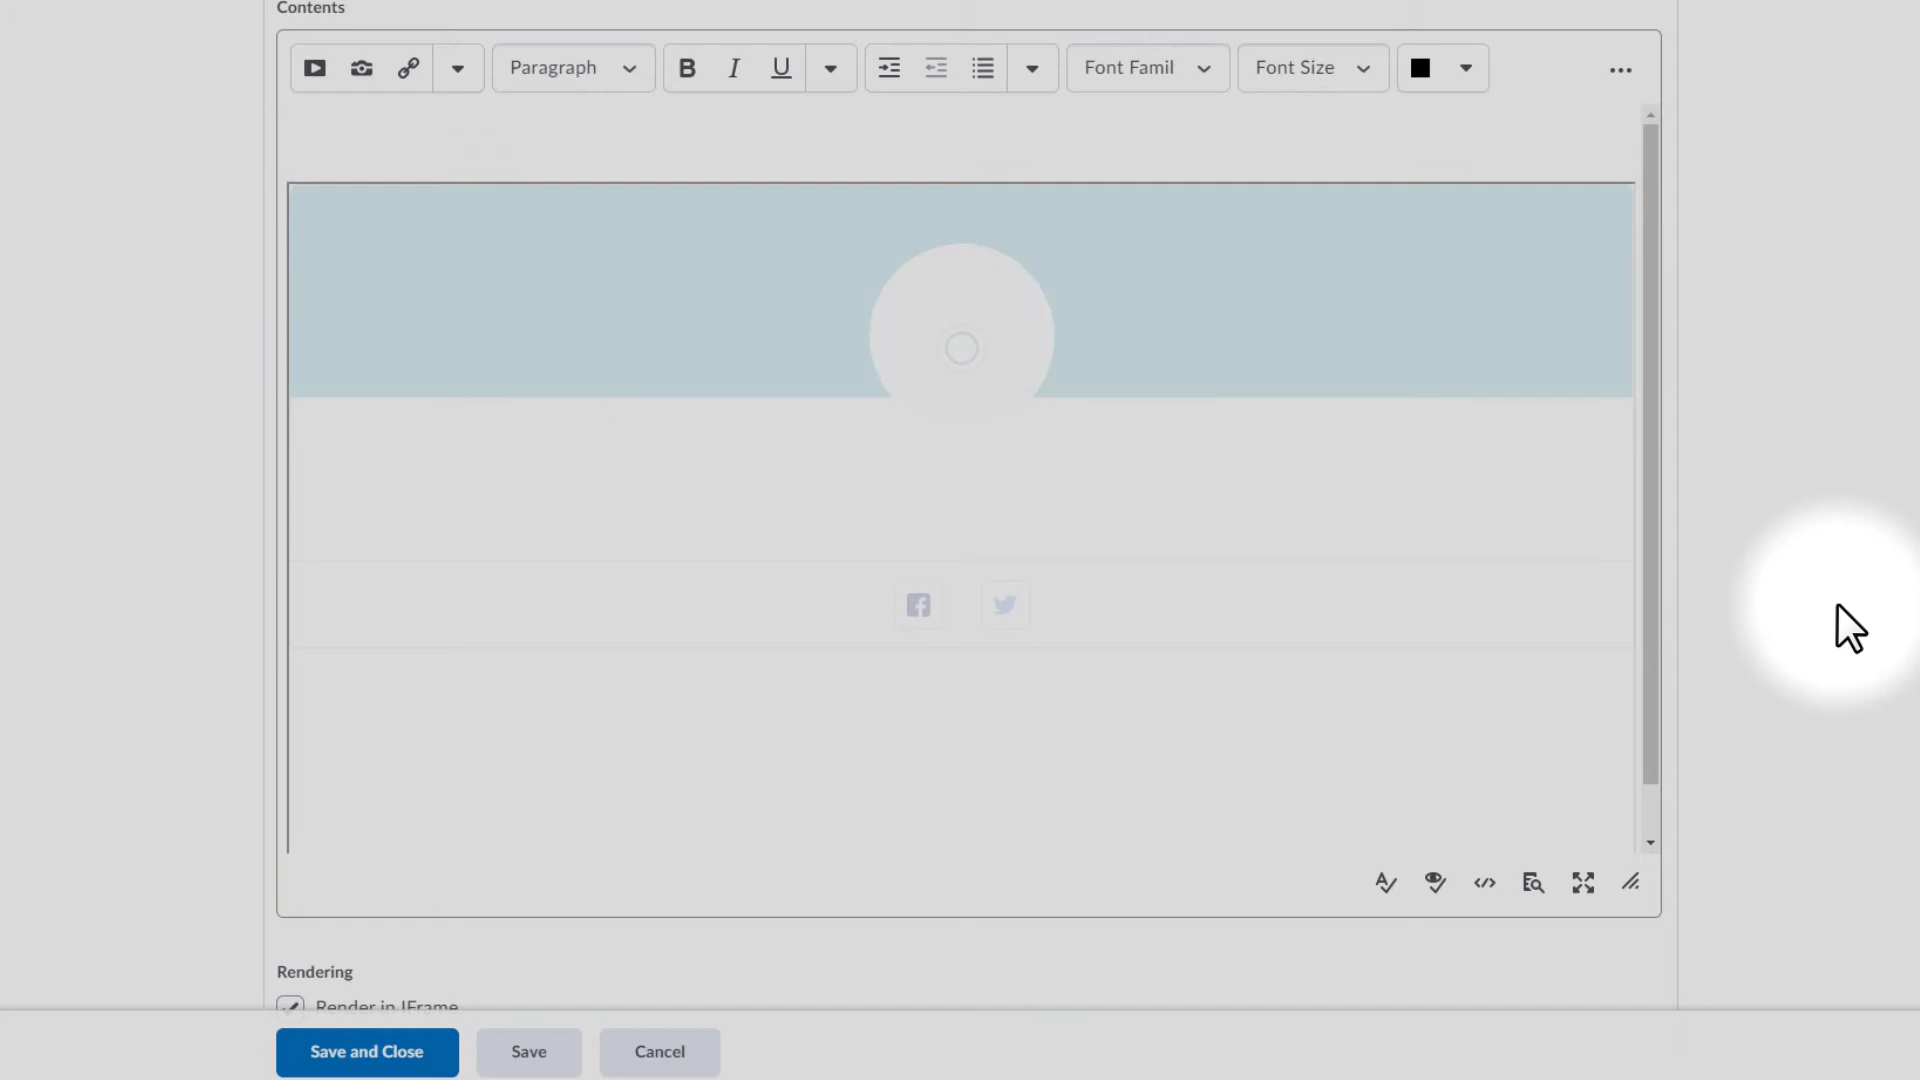 Contents
Paragraph
B I U
Font Famil
Font Size
Rendering
Render in IFrame
Save and Close
Save
Cancel